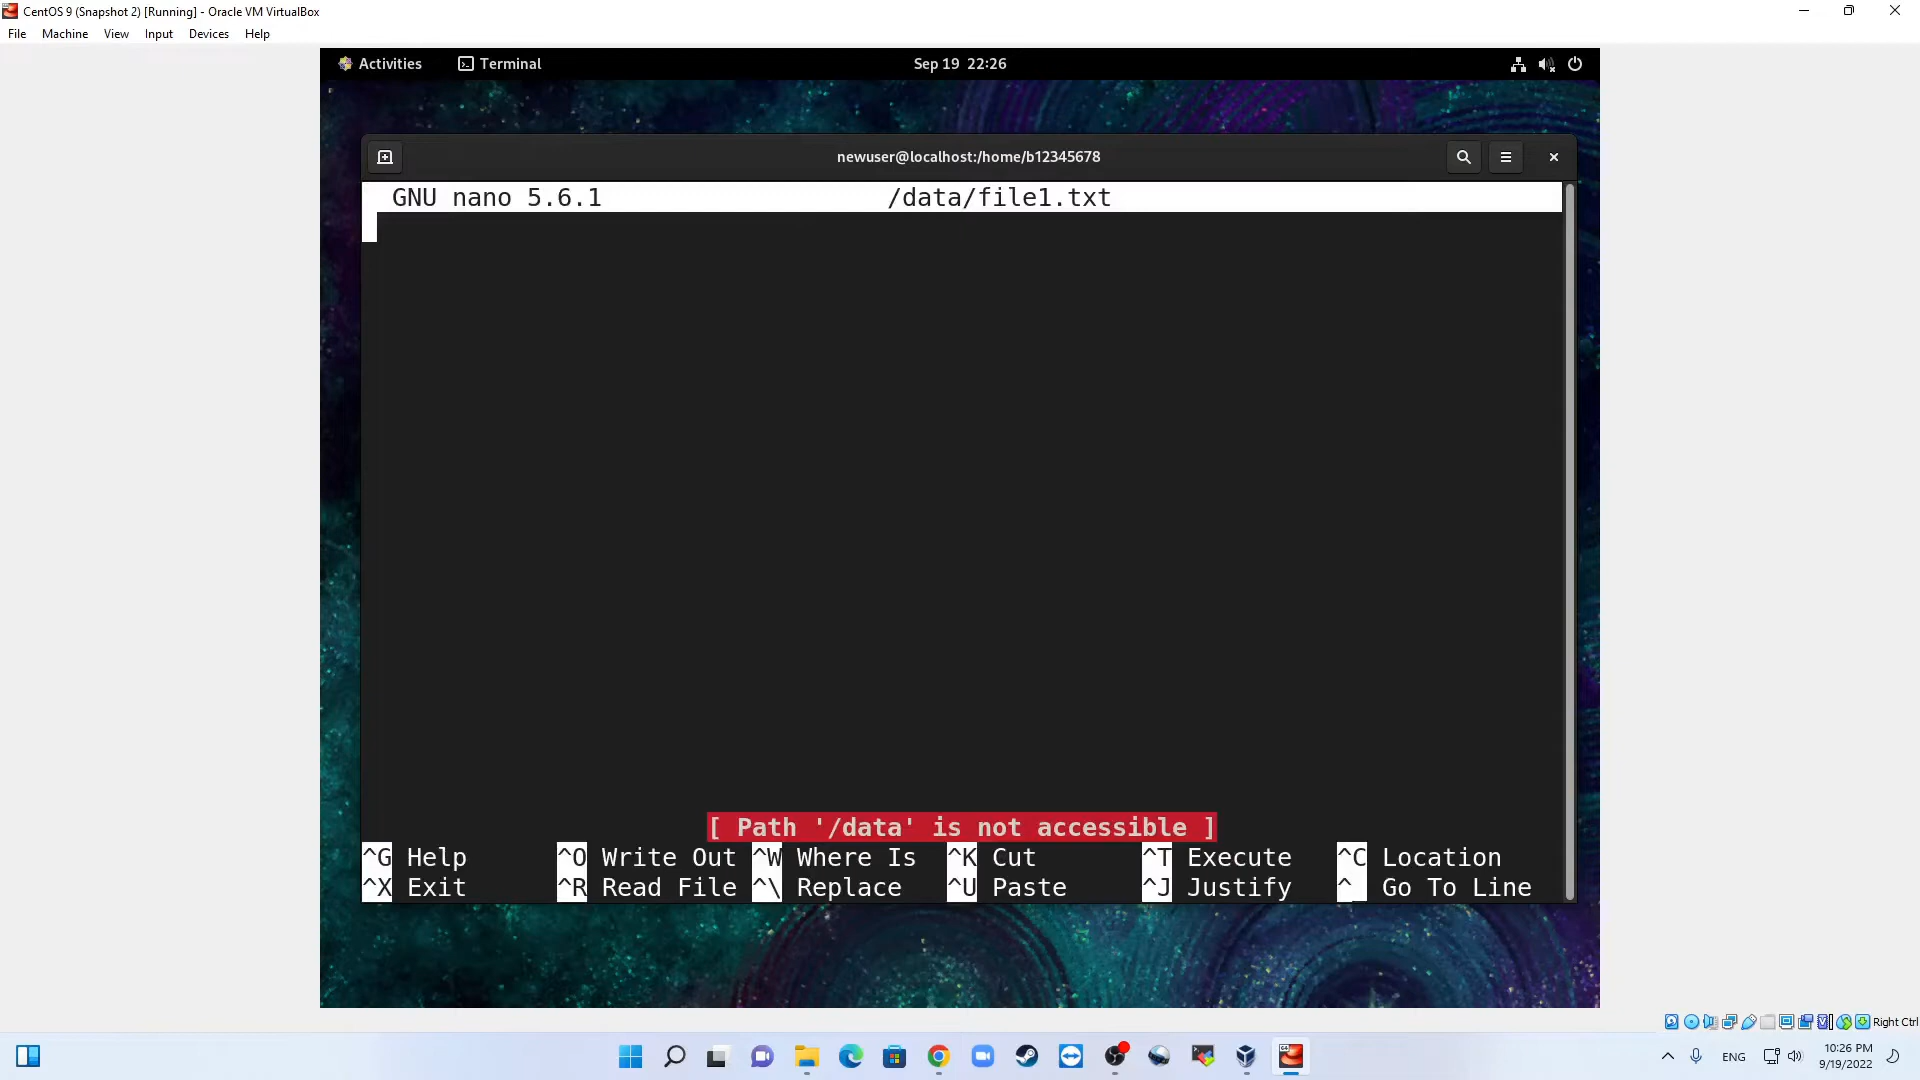 CentOS 9 (Snapshot 2) [Running] - Oracle VM VirtualBox
File Machine View Input Devices Help
Activities Terminal Sep 19 22:26
newuser@localhost:/home/b12345678
GNU nano 5.6.1 /data/file1.txt
[ Path '/data' is not accessible ]
^G Help ^O Write Out ^W Where Is ^K Cut ^T Execute ^C Location
^X Exit ^R Read File ^\ Replace ^U Paste ^J Justify ^_ Go To Line
Right Ctrl
ENG
10:26 PM
9/19/2022